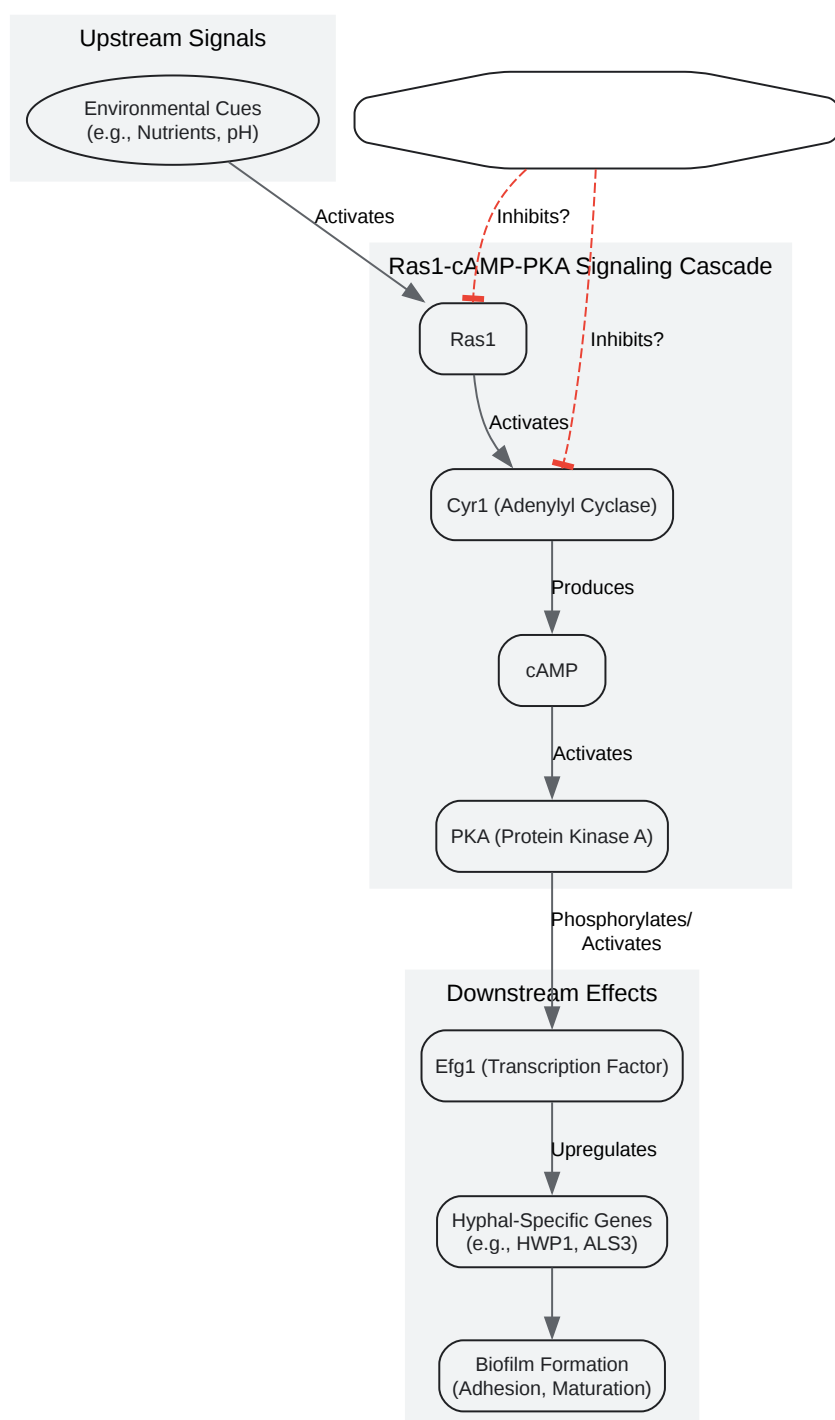 Upstream Signals
Environmental Cues
(e.g., Nutrients, pH)
Activates
Inhibits?
Ras1-cAMP-PKA Signaling Cascade
Ras1
Inhibits?
Activates
Cyr1 (Adenylyl Cyclase)
Produces
cAMP
Activates
PKA (Protein Kinase A)
Phosphorylates/
Activates
Downstream Effects
Efg1 (Transcription Factor)
Upregulates
Hyphal-Specific Genes
(e.g., HWP1, ALS3)
Biofilm Formation
(Adhesion, Maturation)